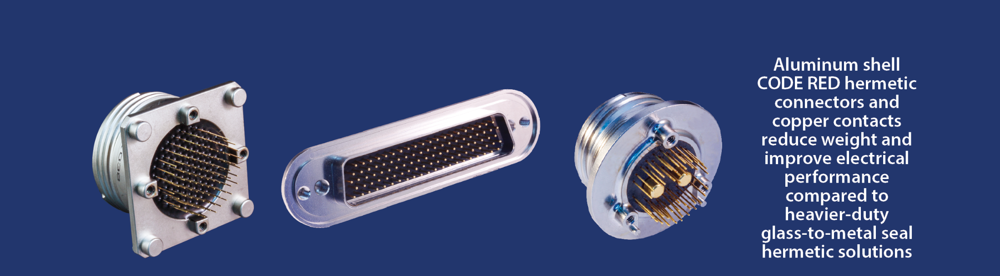 Aluminum shell
CODE RED hermetic
connectors and
copper contacts
reduce weight and
improve electrical
performance
compared to
heavier-duty
glass-to-metal seal
hermetic solutions